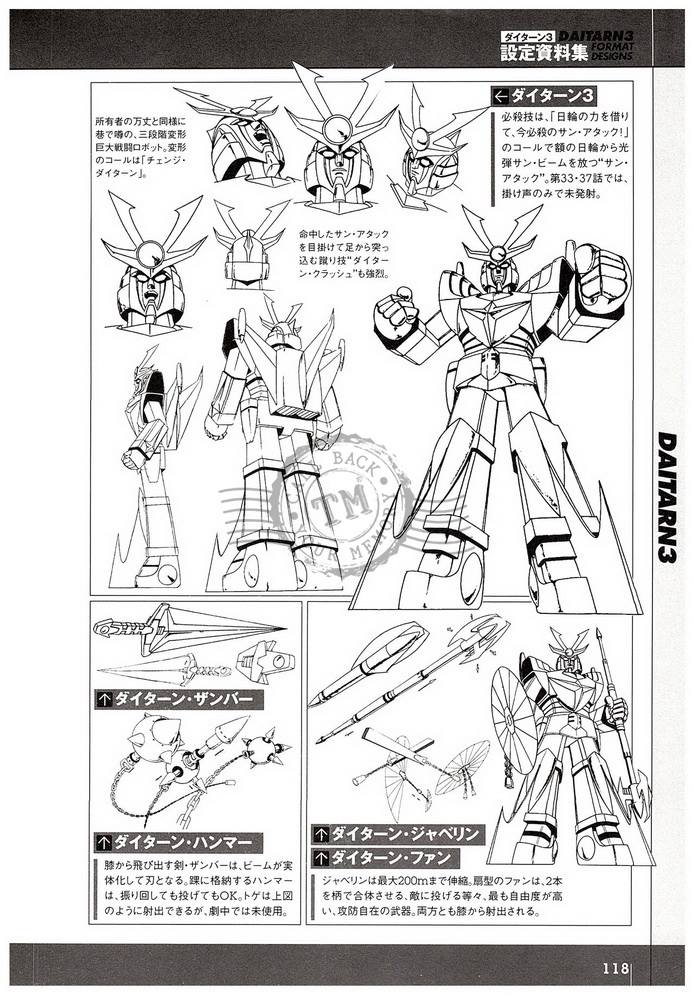 ダイターン3 DAITARN3
設定資料集 FORMAT
DESIGNS
所有者の万丈と同様に
巷で噂の、三段階変形
巨大戦闘ロボット。変形
のコールは「チェンジ・
ダイターン」。
←ダイターン3
必殺技は、「日輪の力を借り
て、今必殺のサン・アタック!」
のコールで額の日輪から光
弾サン・ビームを放つ“サン・
アタック”。第33・37話では、
掛け声のみで未発射。
命中したサン・アタック
を目掛けて足から突っ
込む蹴り技“ダイター
ン・クラッシュ”も強烈。
BACK
TM
DAITARN3
↑ダイターン・ザンバー
↑ダイターン・ハンマー
膝から飛び出す剣・ザンバーは、ビームが実
体化して刃となる。踝に格納するハンマー
は、振り回しても投げてもOK。トゲは上図
のように射出できるが、劇中では未使用。
↑ダイターン・ジャベリン
↑ダイターン・ファン
ジャベリンは最大200mまで伸縮。扇型のファンは、2本
を柄で合体させる、敵に投げる等々、最も自由度が高
い、攻防自在の武器。両方とも膝から射出される。
118